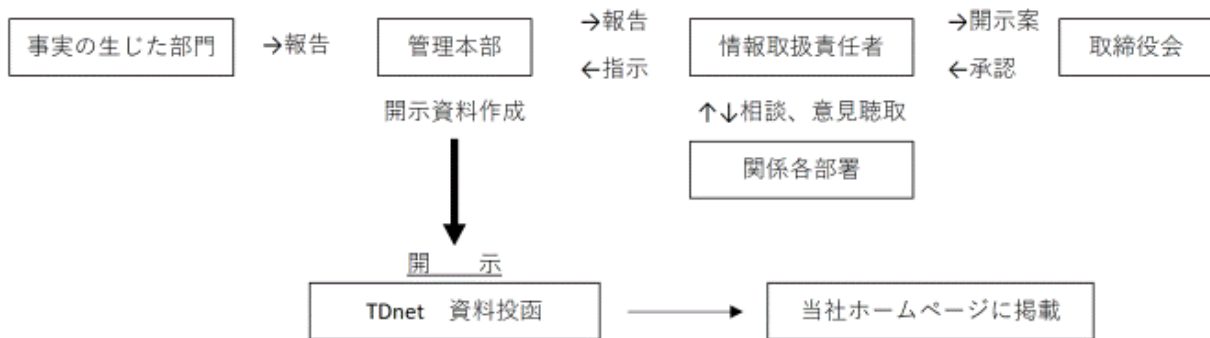 →報告 →開示案
事実の生じた部門 →報告 管理本部 情報取扱責任者 取締役会
←指示 ←承認
開示資料作成 ↑↓相談、意見聴取
関係各部署
開 示
TDnet 資料投函 → 当社ホームページに掲載